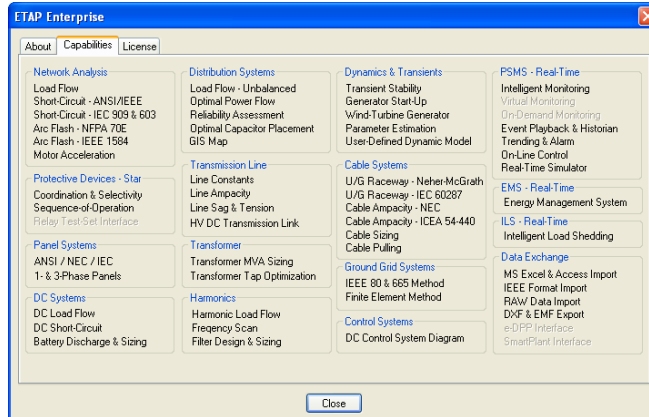 ETAP Enterprise
About
Capabilities
License
Network Analysis
Load Flow
Short-Circuit - ANSI/IEEE
Short-Circuit - IEC 909 & 603
Arc Flash - NFPA 70E
Arc Flash - IEEE 1584
Motor Acceleration
Protective Devices - Star
Coordination & Selectivity
Sequence-of-Operation
Relay Test-Set Interface
Panel Systems
ANSI / NEC / IEC
1- & 3-Phase Panels
DC Systems
DC Load Flow
DC Short-Circuit
Battery Discharge & Sizing
Distribution Systems
Load Flow - Unbalanced
Optimal Power Flow
Reliability Assessment
Optimal Capacitor Placement
GIS Map
Transmission Line
Line Constants
Line Ampacity
Line Sag & Tension
HV DC Transmission Link
Transformer
Transformer MVA Sizing
Transformer Tap Optimization
Harmonics
Harmonic Load Flow
Freqency Scan
Filter Design & Sizing
Dynamics & Transients
Transient Stability
Generator Start-Up
Wind-Turbine Generator
Parameter Estimation
User-Defined Dynamic Model
Cable Systems
U/G Raceway - Neher-McGrath
U/G Raceway - IEC 60287
Cable Ampacity - NEC
Cable Ampacity - ICEA 54-440
Cable Sizing
Cable Pulling
Ground Grid Systems
IEEE 80 & 665 Method
Finite Element Method
Control Systems
DC Control System Diagram
PSMS - Real-Time
Intelligent Monitoring
Virtual Monitoring
On-Demand Monitoring
Event Playback & Historian
Trending & Alarm
On-Line Control
Real-Time Simulator
EMS - Real-Time
Energy Management System
ILS - Real-Time
Intelligent Load Shedding
Data Exchange
MS Excel & Access Import
IEEE Format Import
RAW Data Import
DXF & EMF Export
e-DPP Interface
SmartPlant Interface
Close